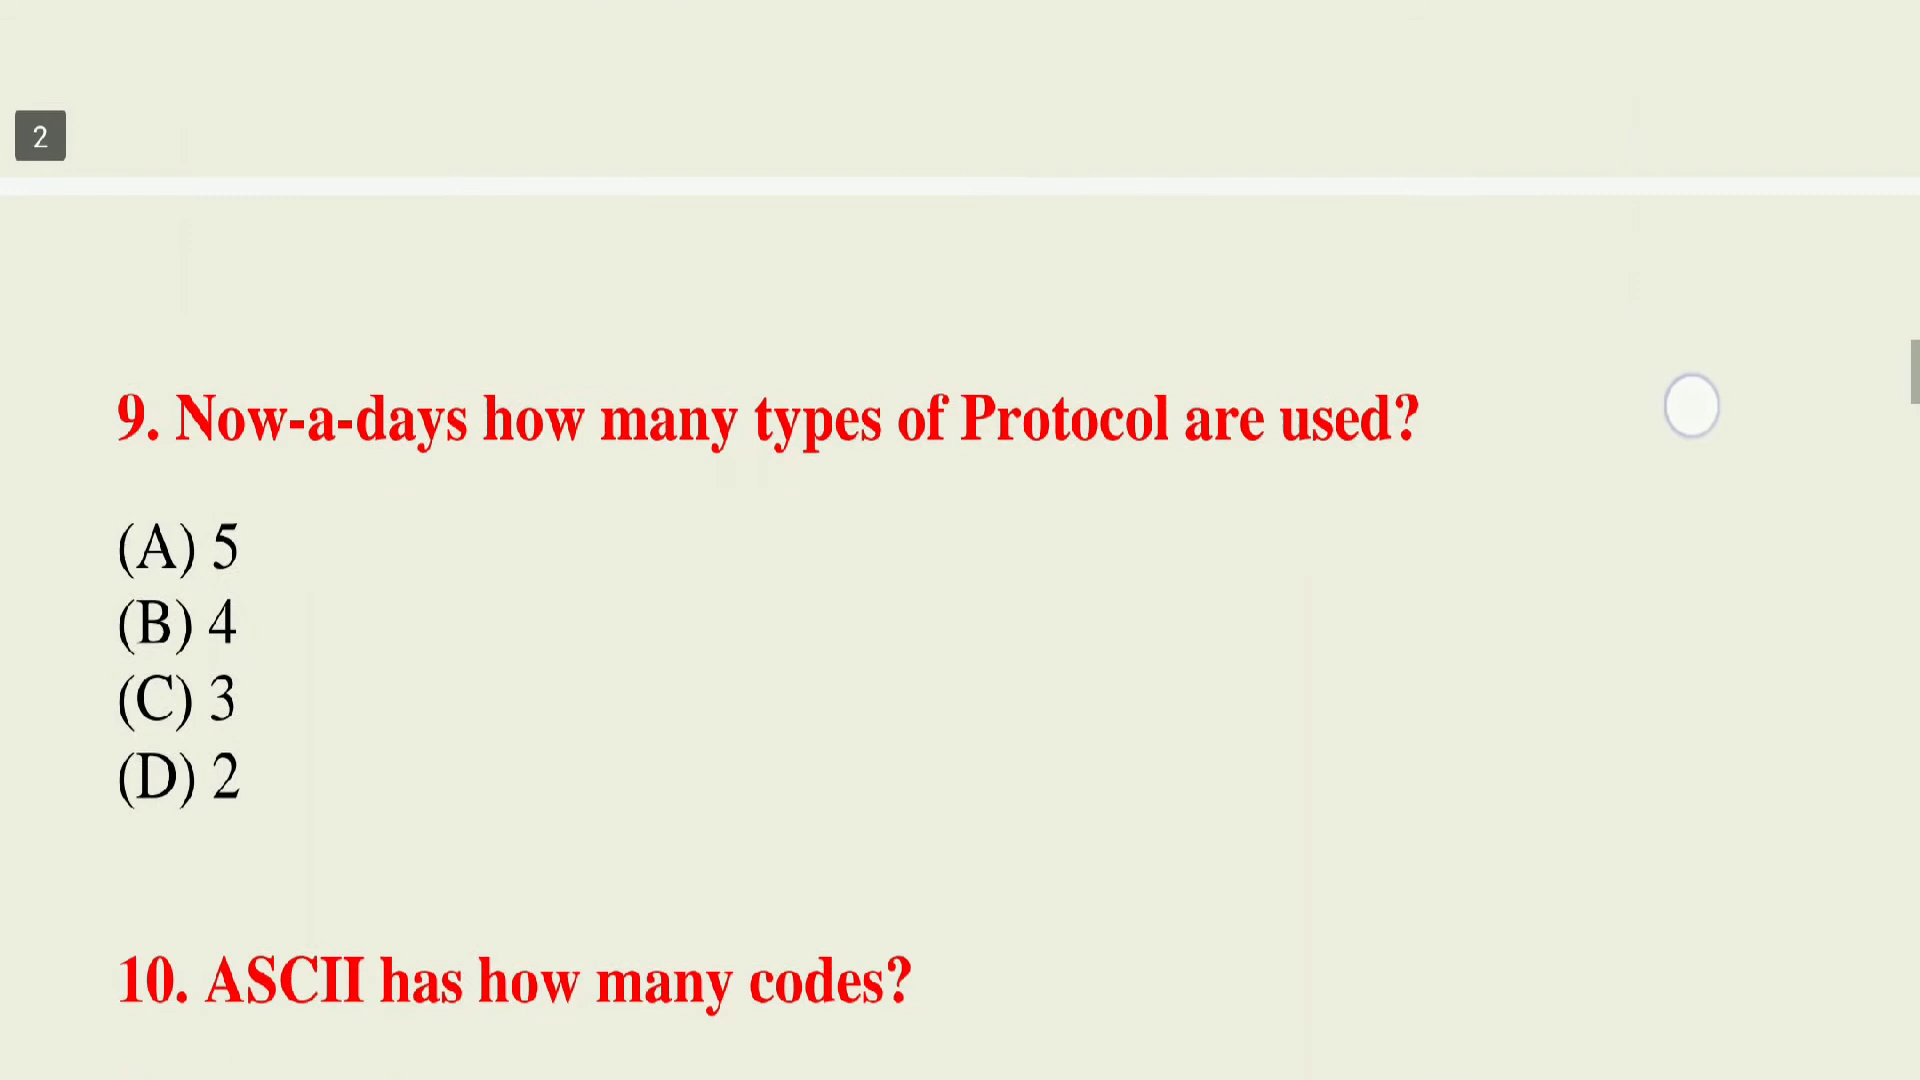 2
9. Now-a-days how many types of Protocol are used?
(A) 5
(B) 4
(C) 3
(D) 2
10. ASCII has how many codes?